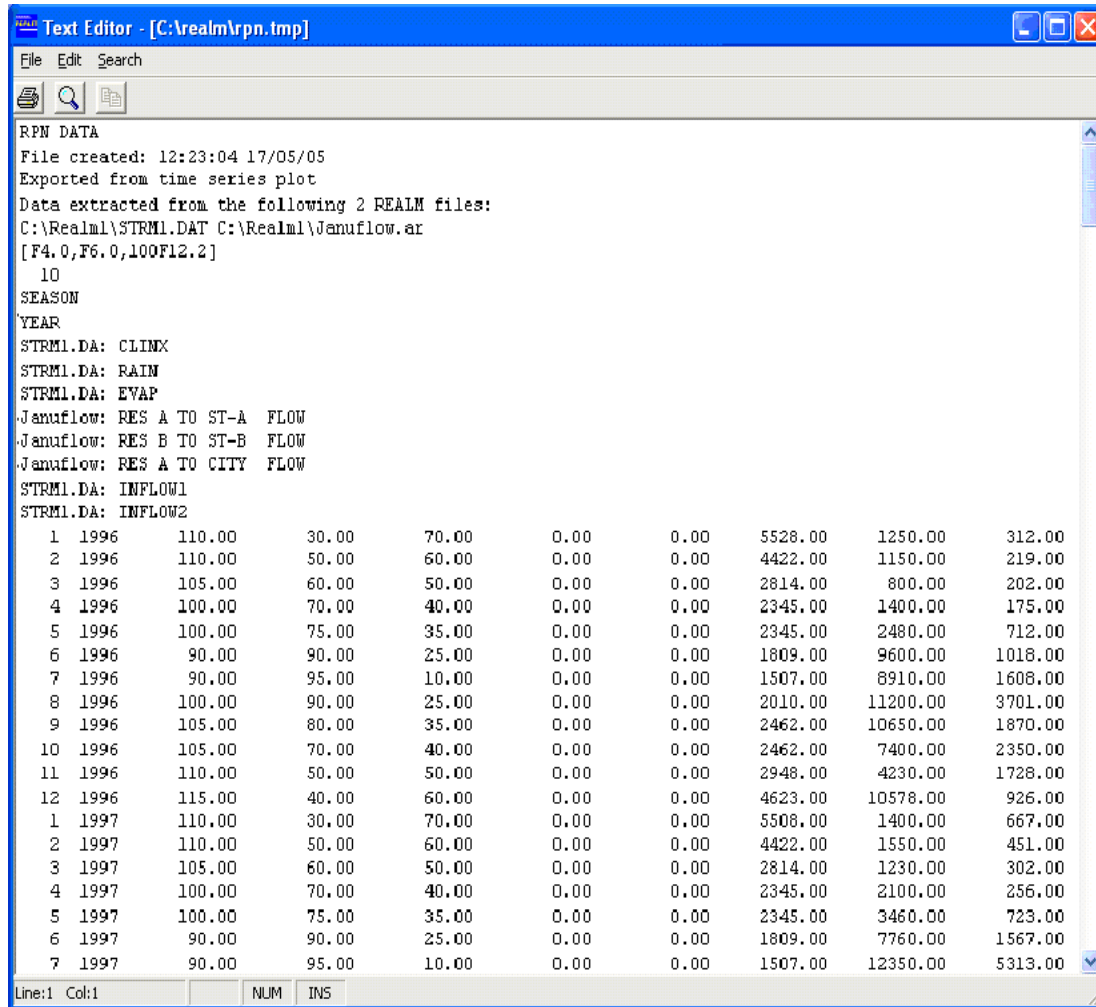 REALM Text Editor - [C:\realm\rpn.tmp]
File Edit Search
RPN DATA
File created: 12:23:04 17/05/05
Exported from time series plot
Data extracted from the following 2 REALM files:
C:\Realm1\STRM1.DAT C:\Realm1\Januflow.ar
[F4.0,F6.0,100F12.2]
10
SEASON
YEAR
STRM1.DA: CLINX
STRM1.DA: RAIN
STRM1.DA: EVAP
Januflow: RES A TO ST-A FLOW
Januflow: RES B TO ST-B FLOW
Januflow: RES A TO CITY FLOW
STRM1.DA: INFLOW1
STRM1.DA: INFLOW2
1 1996 110.00 30.00 70.00 0.00 0.00 5528.00 1250.00 312.00
2 1996 110.00 50.00 60.00 0.00 0.00 4422.00 1150.00 219.00
3 1996 105.00 60.00 50.00 0.00 0.00 2814.00 800.00 202.00
4 1996 100.00 70.00 40.00 0.00 0.00 2345.00 1400.00 175.00
5 1996 100.00 75.00 35.00 0.00 0.00 2345.00 2480.00 712.00
6 1996 90.00 90.00 25.00 0.00 0.00 1809.00 9600.00 1018.00
7 1996 90.00 95.00 10.00 0.00 0.00 1507.00 8910.00 1608.00
8 1996 100.00 90.00 25.00 0.00 0.00 2010.00 11200.00 3701.00
9 1996 105.00 80.00 35.00 0.00 0.00 2462.00 10650.00 1870.00
10 1996 105.00 70.00 40.00 0.00 0.00 2462.00 7400.00 2350.00
11 1996 110.00 50.00 50.00 0.00 0.00 2948.00 4230.00 1728.00
12 1996 115.00 40.00 60.00 0.00 0.00 4623.00 10578.00 926.00
1 1997 110.00 30.00 70.00 0.00 0.00 5508.00 1400.00 667.00
2 1997 110.00 50.00 60.00 0.00 0.00 4422.00 1550.00 451.00
3 1997 105.00 60.00 50.00 0.00 0.00 2814.00 1230.00 302.00
4 1997 100.00 70.00 40.00 0.00 0.00 2345.00 2100.00 256.00
5 1997 100.00 75.00 35.00 0.00 0.00 2345.00 3460.00 723.00
6 1997 90.00 90.00 25.00 0.00 0.00 1809.00 7760.00 1567.00
7 1997 90.00 95.00 10.00 0.00 0.00 1507.00 12350.00 5313.00
Line:1 Col:1 NUM INS